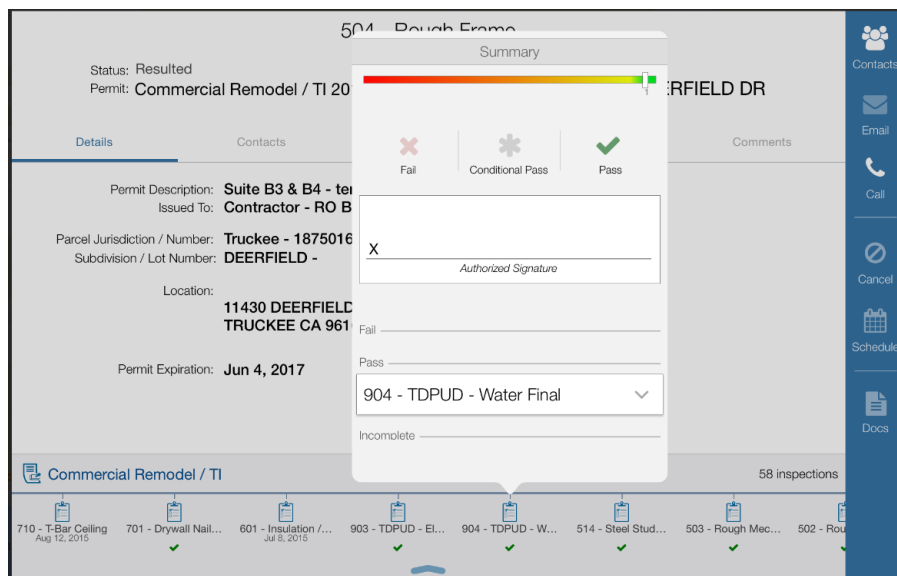 504 - Rough Frame
Status: Resulted
Permit: Commercial Remodel / TI 20
RFIELD DR
Details
Contacts
Comments
Permit Description: Suite B3 & B4 - te
Issued To: Contractor - RO B
Parcel Jurisdiction / Number: Truckee - 1875016
Subdivision / Lot Number: DEERFIELD -
Location:
11430 DEERFIELD
TRUCKEE CA 961
Permit Expiration: Jun 4, 2017
Summary
Fail
Conditional Pass
Pass
X
Authorized Signature
Fail
Pass
904 - TDPUD - Water Final
Incomplete
Contacts
Email
Call
Cancel
Schedule
Docs
Commercial Remodel / TI
58 inspections
710 - T-Bar Ceiling
Aug 12, 2015
701 - Drywall Nail...
601 - Insulation /...
Jul 8, 2015
903 - TDPUD - El...
904 - TDPUD - W...
514 - Steel Stud...
503 - Rough Mec...
502 - Rou